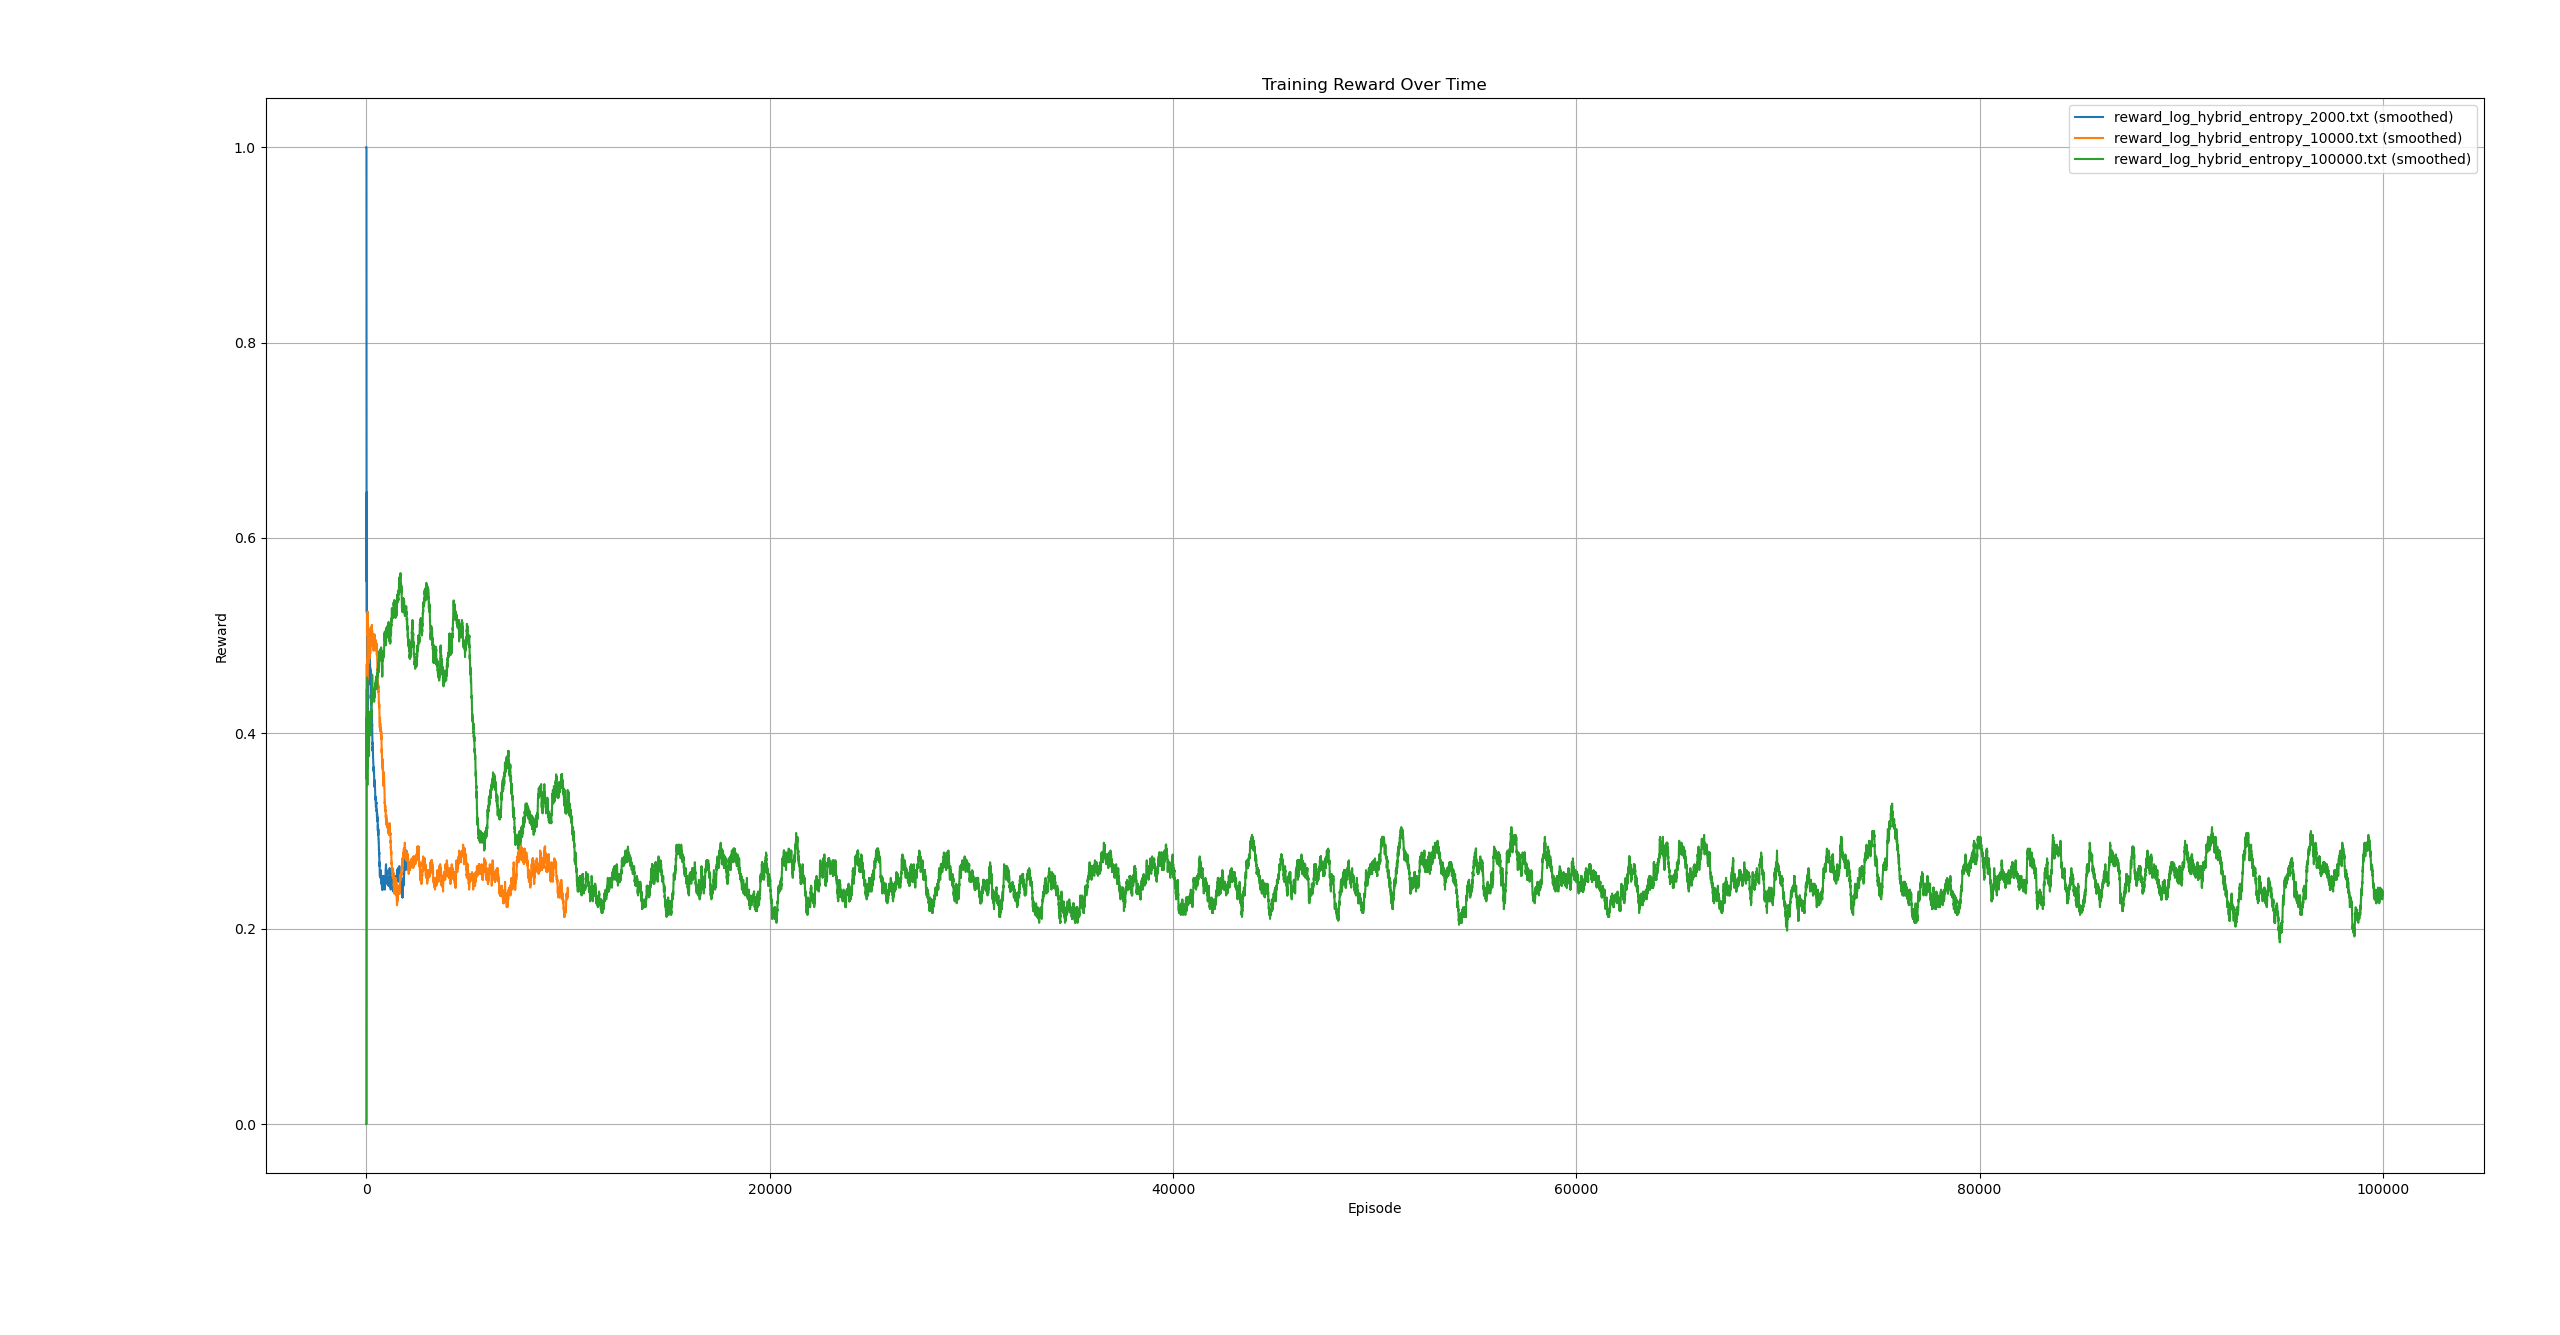 Training Reward Over Time
reward_log_hybrid_entropy_2000.txt (smoothed)
reward_log_hybrid_entropy_10000.txt (smoothed)
reward_log_hybrid_entropy_100000.txt (smoothed)
1.0
0.8
0.6
0.4
0.2
0.0
Reward
0 20000 40000 60000 80000 100000
Episode